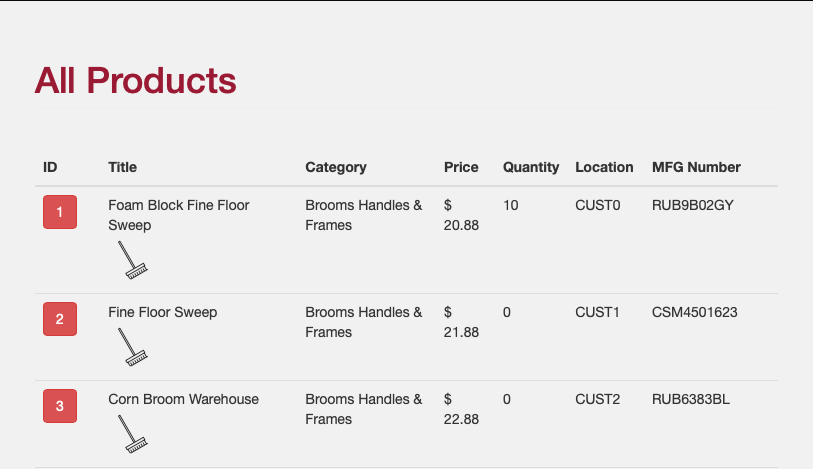 All Products
ID Title Category Price Quantity Location MFG Number
1 Foam Block Fine Floor Brooms Handles & $ 10 CUST0 RUB9B02GY
Sweep Frames 20.88
2 Fine Floor Sweep Brooms Handles & $ 0 CUST1 CSM4501623
Frames 21.88
3 Corn Broom Warehouse Brooms Handles & $ 0 CUST2 RUB6383BL
Frames 22.88